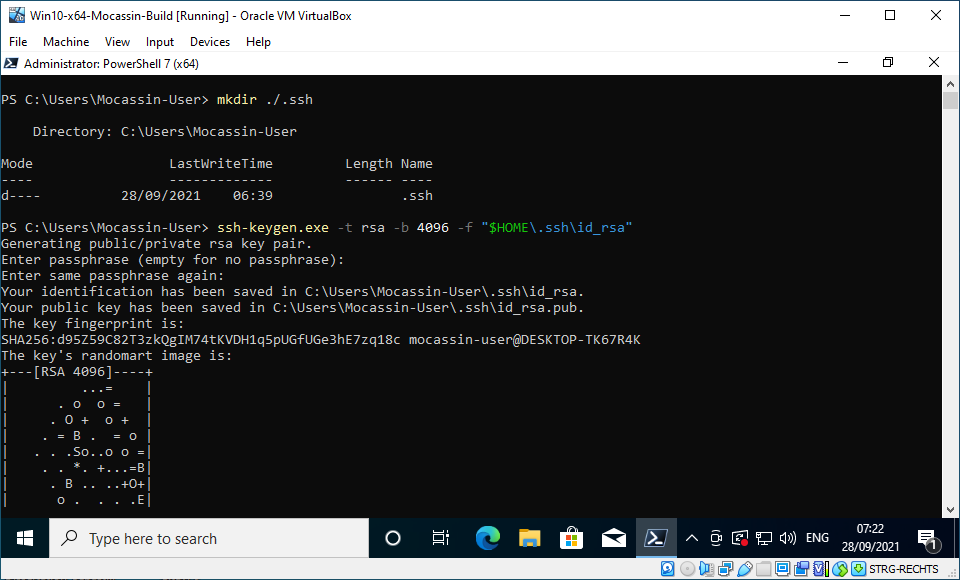 Win10-x64-Mocassin-Build [Running] - Oracle VM VirtualBox
File Machine View Input Devices Help
Administrator: PowerShell 7 (x64)
PS C:\Users\Mocassin-User> mkdir ./.ssh
Directory: C:\Users\Mocassin-User
Mode                 LastWriteTime         Length Name
----                 -------------         ------ ----
d----          28/09/2021    06:39                .ssh
PS C:\Users\Mocassin-User> ssh-keygen.exe -t rsa -b 4096 -f "$HOME\.ssh\id_rsa"
Generating public/private rsa key pair.
Enter passphrase (empty for no passphrase):
Enter same passphrase again:
Your identification has been saved in C:\Users\Mocassin-User\.ssh\id_rsa.
Your public key has been saved in C:\Users\Mocassin-User\.ssh\id_rsa.pub.
The key fingerprint is:
SHA256:d95Z59C82T3zkQgIM74tKVDH1q5pUGfUGe3hE7zq18c mocassin-user@DESKTOP-TK67R4K
The key's randomart image is:
+---[RSA 4096]----+
|         ...=    |
|      . o  o =   |
|     . O +  o +  |
|    . = B .  = o |
|   . . .So..o o =|
|    . . *. +...=B|
|     . B .. ..+O+|
|      o .  . . .E|
Type here to search
ENG
07:22
28/09/2021
1
STRG-RECHTS